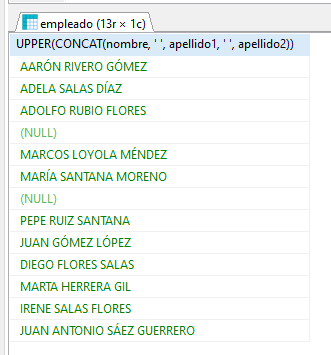 empleado (13r × 1c)
UPPER(CONCAT(nombre, ' ', apellido1, ' ', apellido2))
AARÓN RIVERO GÓMEZ
ADELA SALAS DÍAZ
ADOLFO RUBIO FLORES
(NULL)
MARCOS LOYOLA MÉNDEZ
MARÍA SANTANA MORENO
(NULL)
PEPE RUIZ SANTANA
JUAN GÓMEZ LÓPEZ
DIEGO FLORES SALAS
MARTA HERRERA GIL
IRENE SALAS FLORES
JUAN ANTONIO SÁEZ GUERRERO